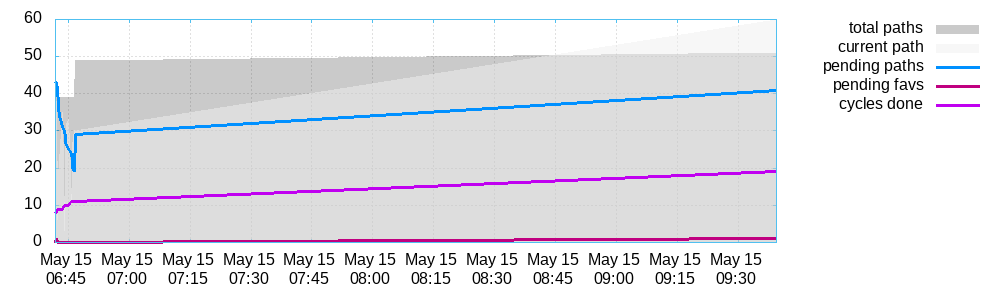 60
50
40
30
20
10
0
May 15 May 15 May 15 May 15 May 15 May 15 May 15 May 15 May 15 May 15 May 15 May 15
06:45 07:00 07:15 07:30 07:45 08:00 08:15 08:30 08:45 09:00 09:15 09:30
total paths
current path
pending paths
pending favs
cycles done